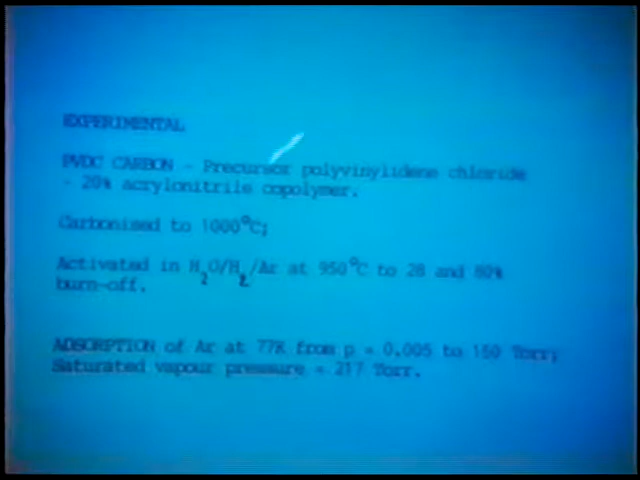 EXPERIMENTAL
PVDC CARBON - Precursor polyvinylidene chloride
- 20% acrylonitrile copolymer.
Carbonised to 1000°C;
Activated in H₂O/H₂/Ar at 950°C to 28 and 80%
burn-off.
ADSORPTION of Ar at 77K from p = 0.005 to 150 Torr;
Saturated vapour pressure = 217 Torr.